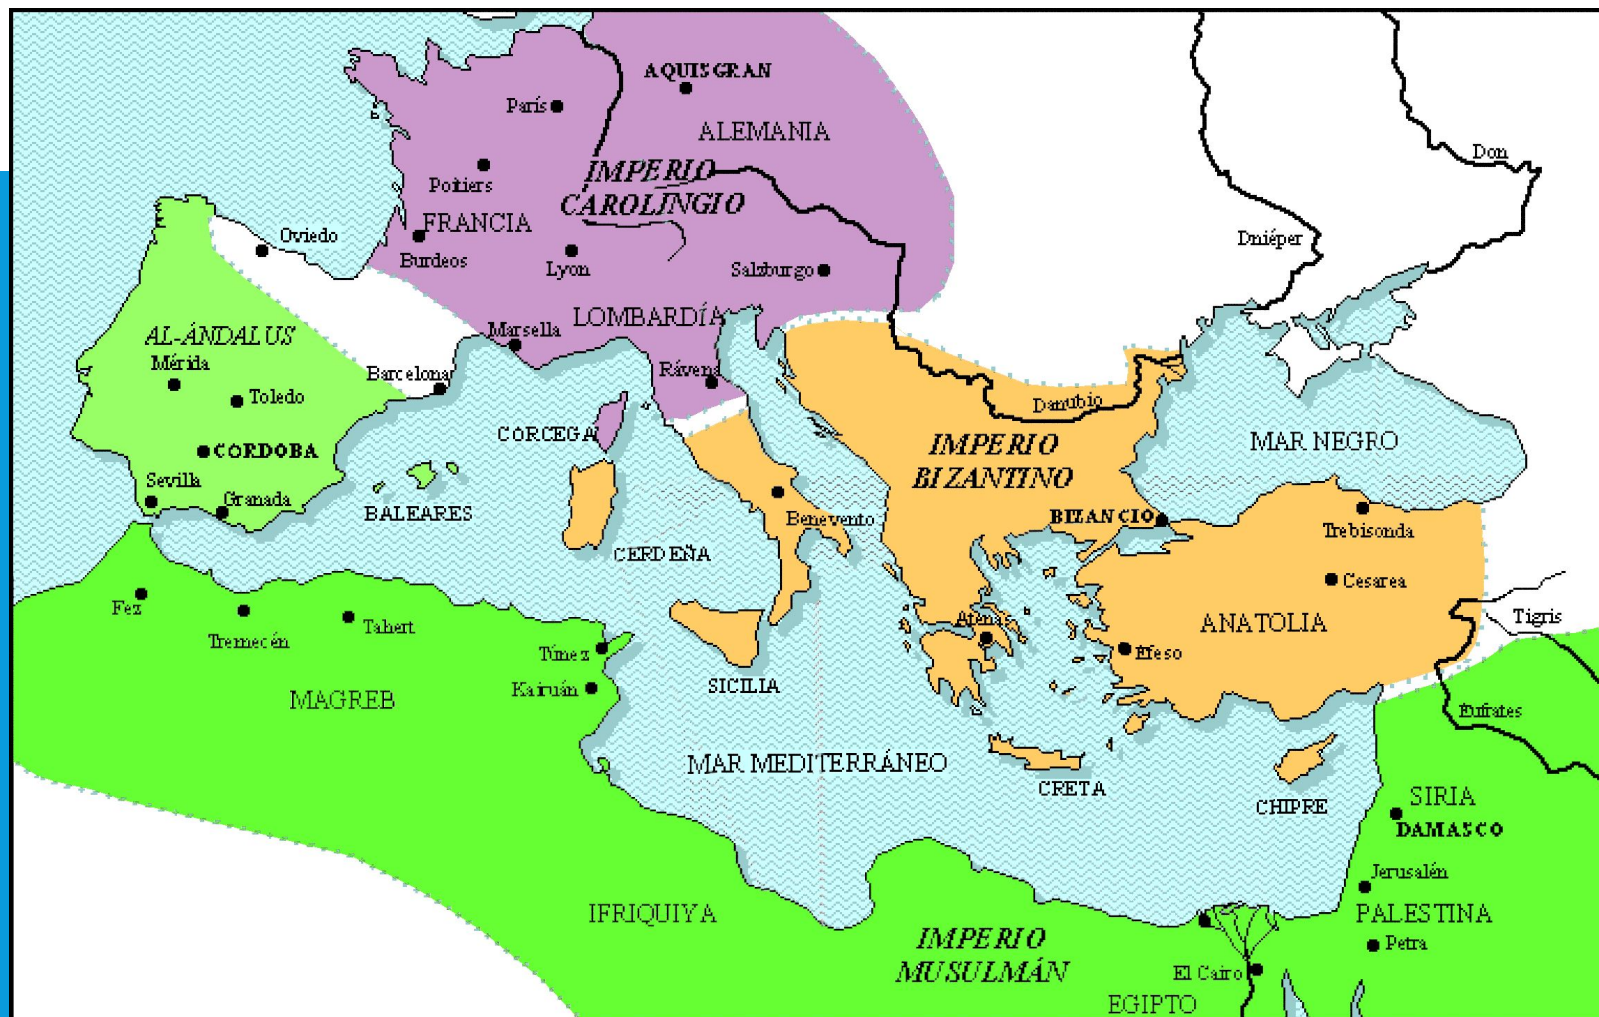 AQUISGRAN
París
ALEMANIA
Don
IMPERIO
CAROLINGIO
Poitiers
FRANCIA
Oviedo
Burdeos
Lyon
Salzburgo
Dniéper
LOMBARDÍA
Marsella
AL-ÁNDALUS
Mérida
Barcelona
Rávena
Toledo
Danubio
CORCEGA
CORDOBA
IMPERIO
BIZANTINO
MAR NEGRO
Sevilla
Granada
BALEARES
Benevento
BIZANCIO
Trebisonda
CERDEÑA
Cesarea
Fez
Tremecén
Tahert
Atenas
ANATOLIA
Tigris
Túnez
Efeso
Kairuán
SICILIA
MAGREB
Eúfrates
MAR MEDITERRÁNEO
CRETA
CHIPRE
SIRIA
DAMASCO
Jerusalén
IFRIQUIYA
PALESTINA
IMPERIO
MUSULMÁN
Petra
El Cairo
EGIPTO